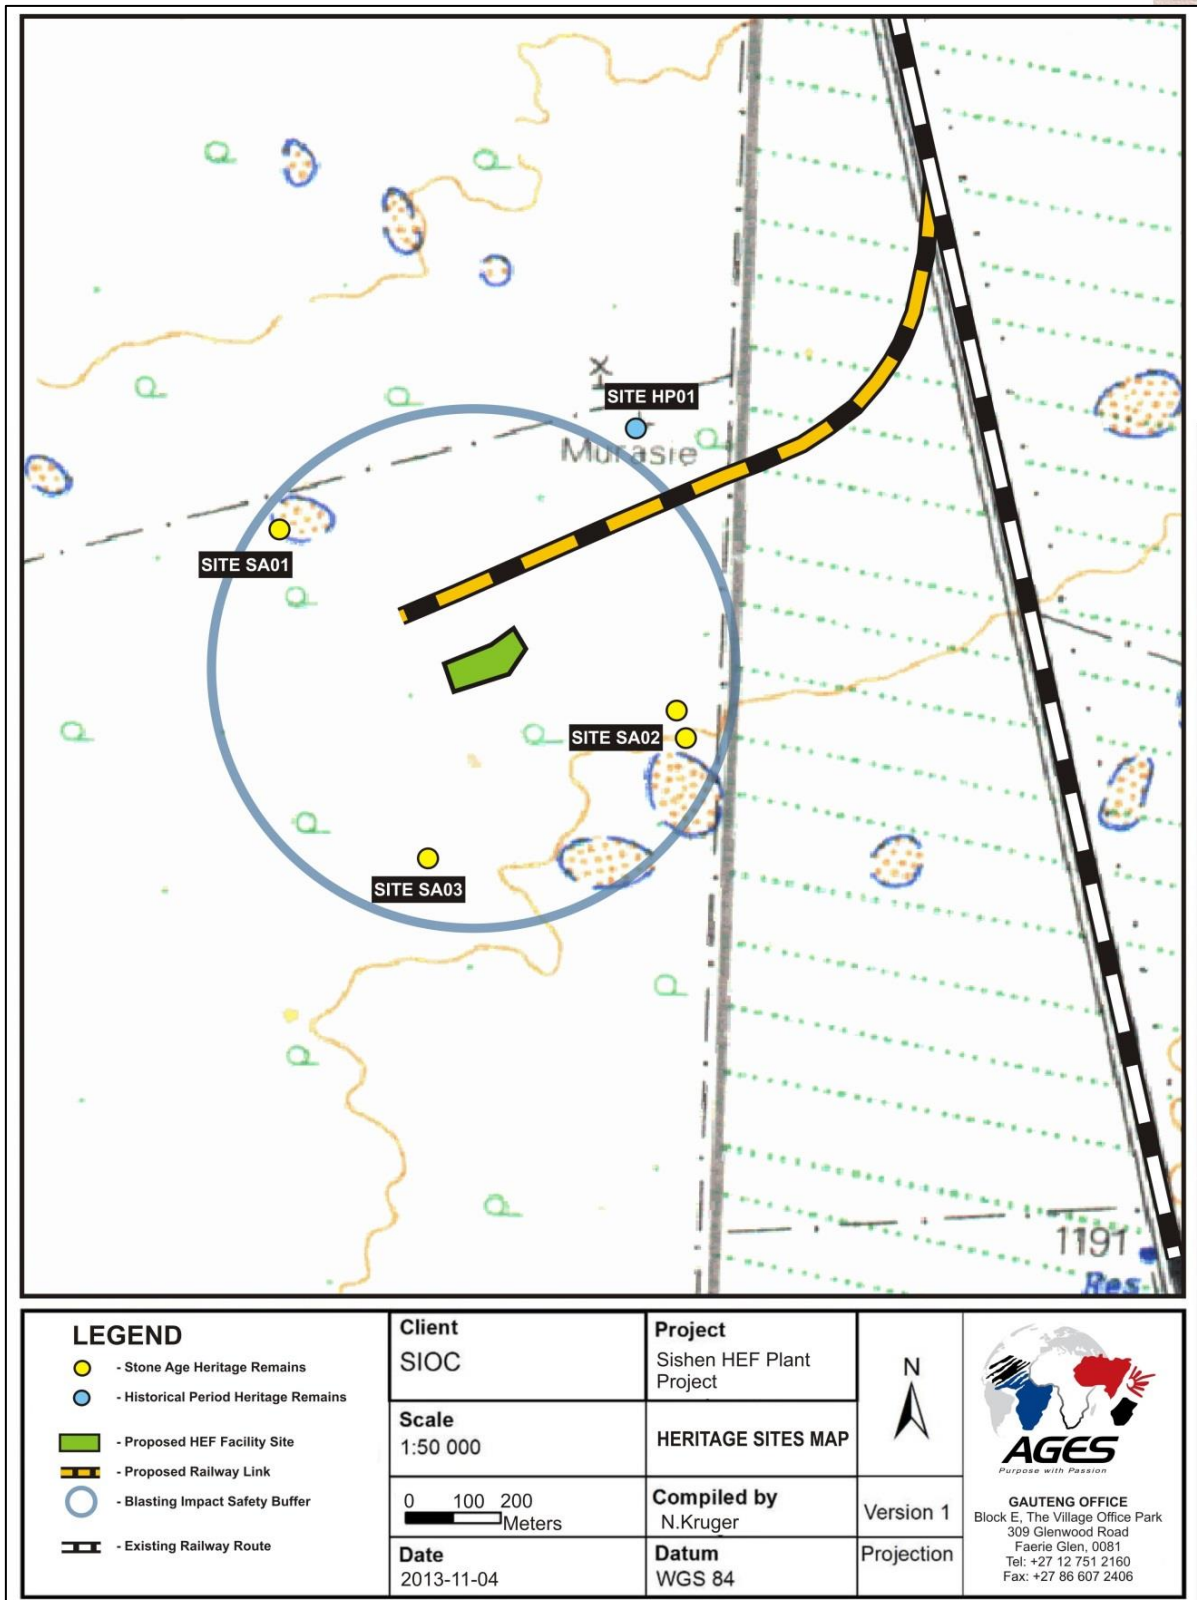 SITE HP01
Murasie
SITE SA01
SITE SA02
SITE SA03
1191
Res
LEGEND
- Stone Age Heritage Remains
- Historical Period Heritage Remains
- Proposed HEF Facility Site
- Proposed Railway Link
- Blasting Impact Safety Buffer
- Existing Railway Route
Client
SIOC
Project
Sishen HEF Plant
Project
Scale
1:50 000
HERITAGE SITES MAP
0 100 200
Meters
Compiled by
N.Kruger
Date
2013-11-04
Datum
WGS 84
N
Version 1
Projection
AGES
Purpose with Passion
GAUTENG OFFICE
Block E, The Village Office Park
309 Glenwood Road
Faerie Glen, 0081
Tel: +27 12 751 2160
Fax: +27 86 607 2406